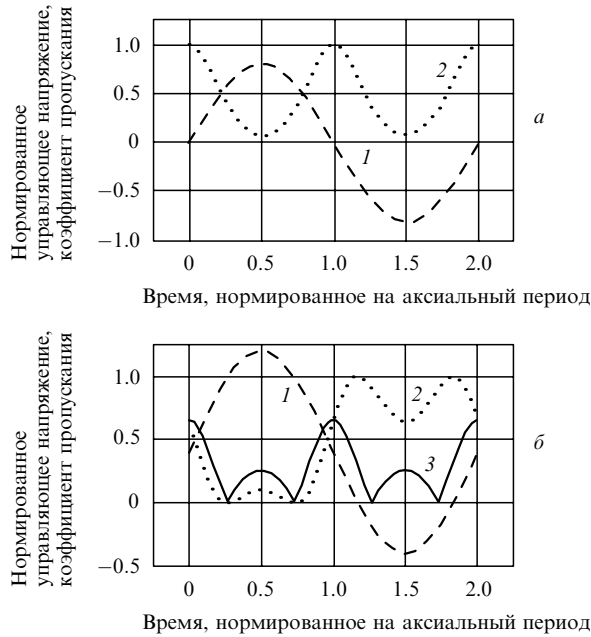 Нормированное
управляющее напряжение,
коэффициент пропускания
1.0
0.5
0
−0.5
−1.0
2
1
а
0 0.5 1.0 1.5 2.0
Время, нормированное на аксиальный период
Нормированное
управляющее напряжение,
коэффициент пропускания
1.0
0.5
0
−0.5
1
2
3
б
0 0.5 1.0 1.5 2.0
Время, нормированное на аксиальный период